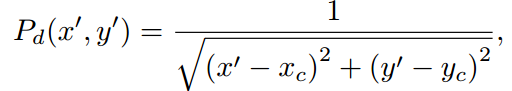 P_d(x′, y′) = \frac{1}{\sqrt{(x′ − x_c)^2 + (y′ − y_c)^2}},